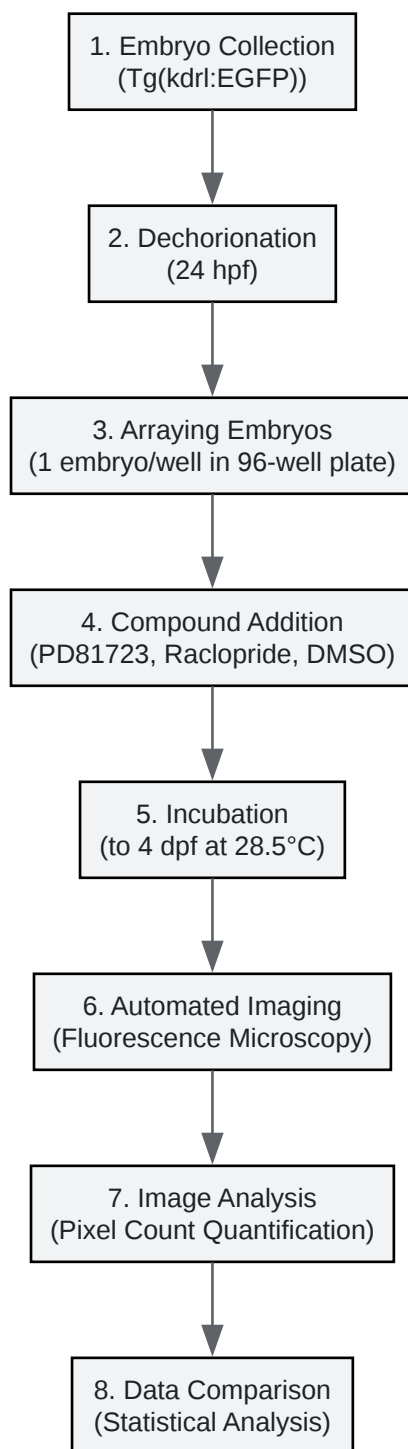 1. Embryo Collection
(Tg(kdrl:EGFP))
2. Dechorionation
(24 hpf)
3. Arraying Embryos
(1 embryo/well in 96-well plate)
4. Compound Addition
(PD81723, Raclopride, DMSO)
5. Incubation
(to 4 dpf at 28.5°C)
6. Automated Imaging
(Fluorescence Microscopy)
7. Image Analysis
(Pixel Count Quantification)
8. Data Comparison
(Statistical Analysis)